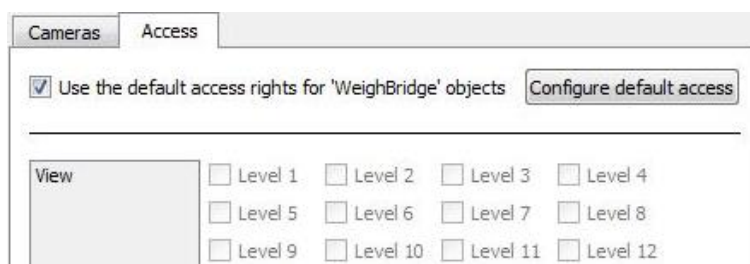 Cameras Access
Use the default access rights for 'WeighBridge' objects Configure default access
View Level 1 Level 2 Level 3 Level 4
Level 5 Level 6 Level 7 Level 8
Level 9 Level 10 Level 11 Level 12